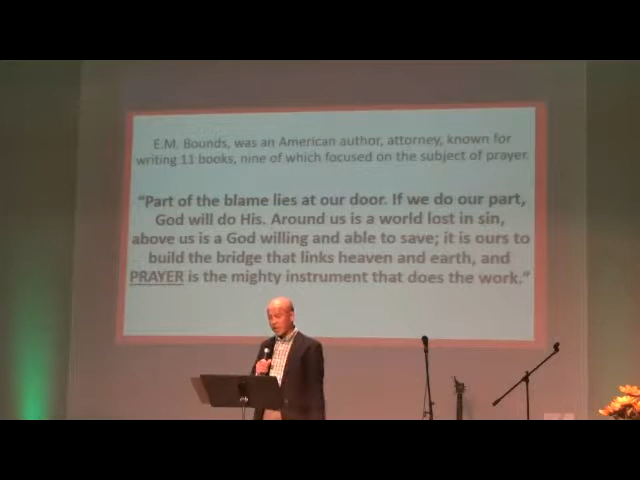 E.M. Bounds, was an American author, attorney, known for
writing 11 books, nine of which focused on the subject of prayer.
“Part of the blame lies at our door. If we do our part,
God will do His. Around us is a world lost in sin,
above us is a God willing and able to save; it is ours to
build the bridge that links heaven and earth, and
PRAYER is the mighty instrument that does the work.”